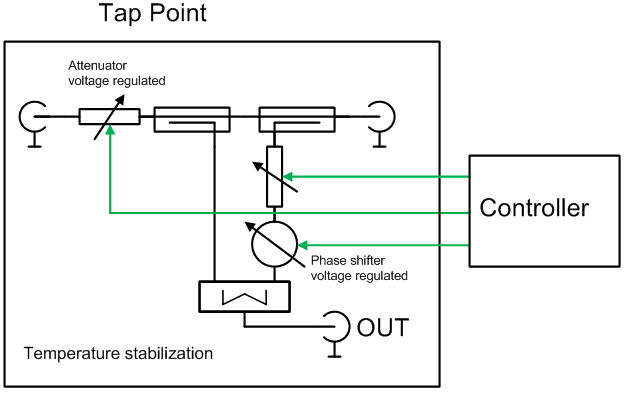 Tap Point
Attenuator
voltage regulated
Controller
Phase shifter
voltage regulated
OUT
Temperature stabilization